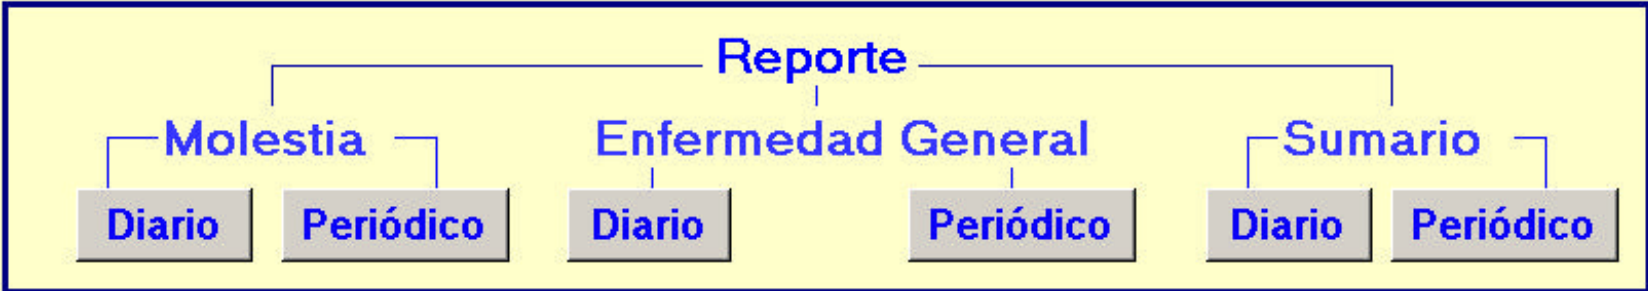 Reporte
Molestia Enfermedad General Sumario
Diario Periódico Diario Periódico Diario Periódico